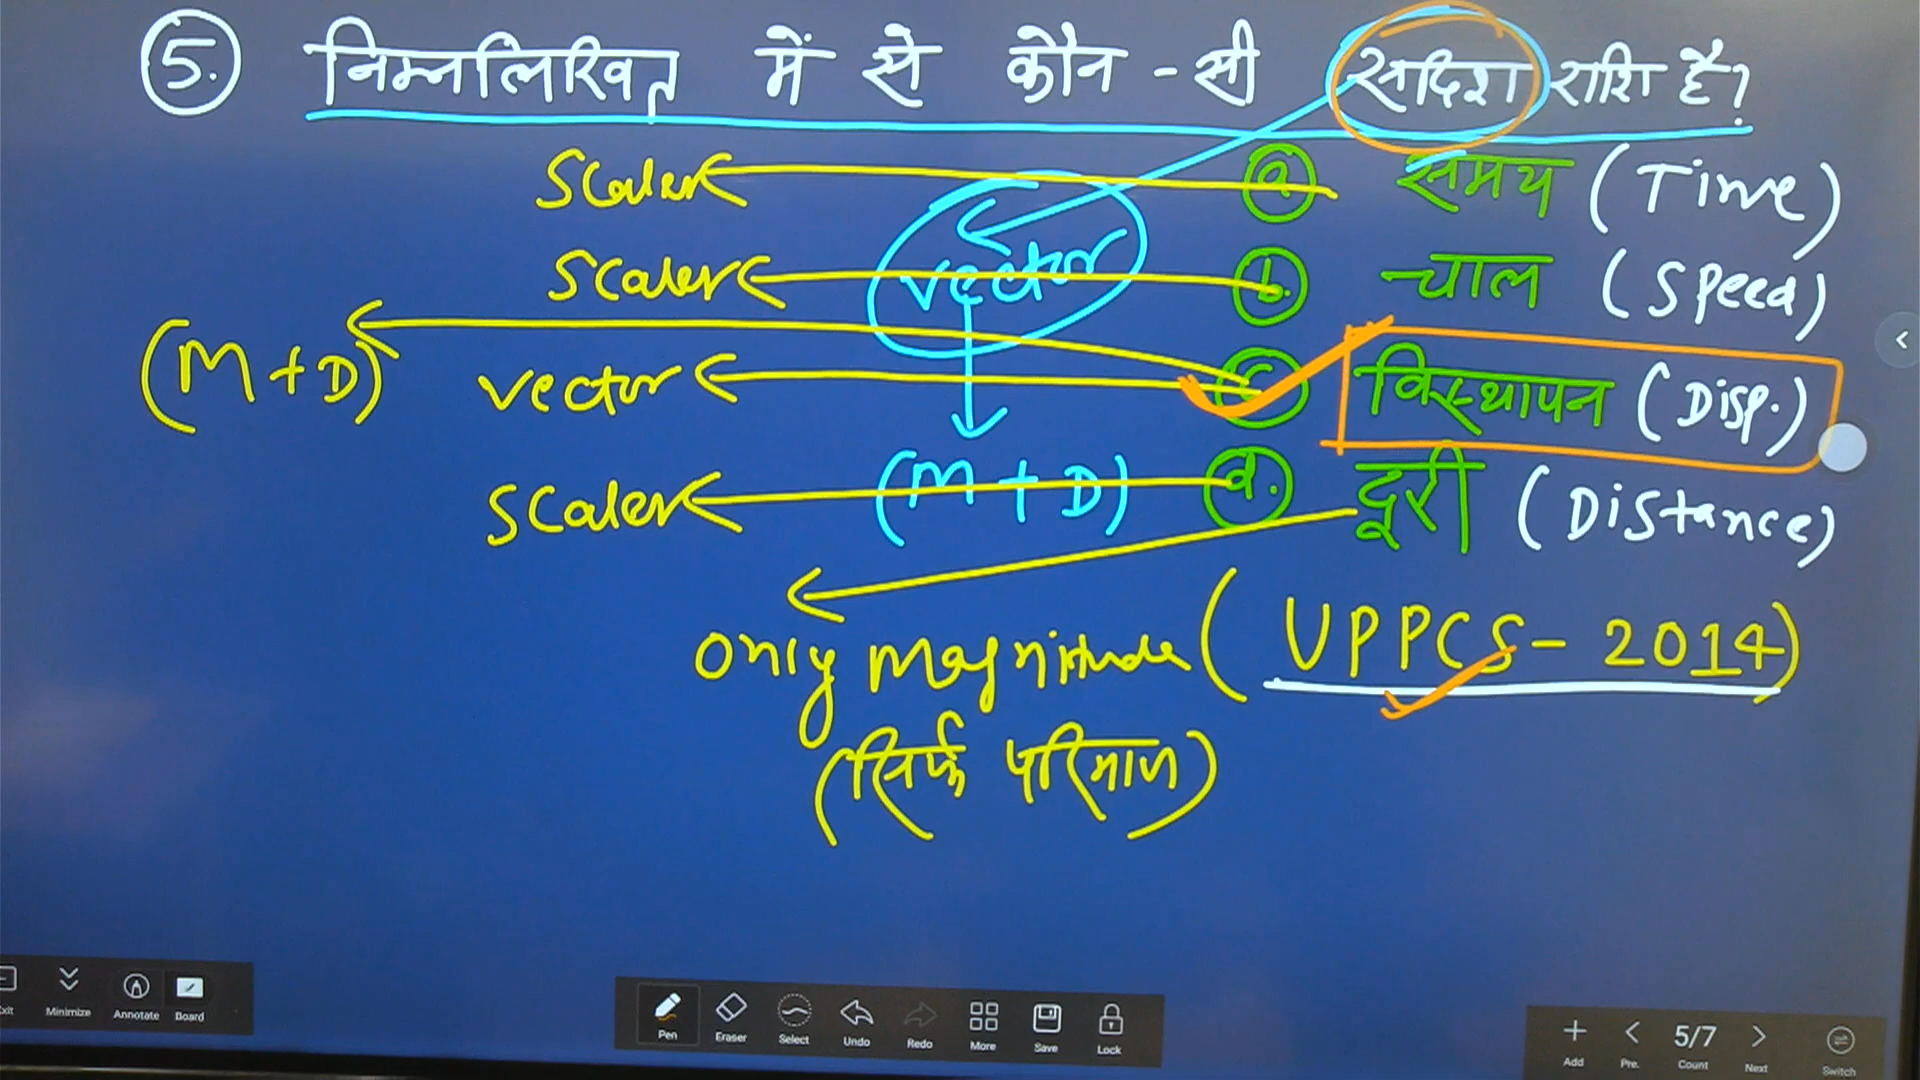 5. निम्नलिखित में से कौन-सी सदिश राशि है?
Scaler a समय (Time)
Scaler vector b. चाल (Speed)
(M+D) vector c विस्थापन (Disp.)
Scaler (M+D) d. दूरी (Distance)
only magnitude (UPPCS-2014)
(सिर्फ परिमाण)
Exit Minimize Annotate Board
Pen Eraser Select Undo Redo More Save Lock
Add Pre. 5/7 Count Next Switch